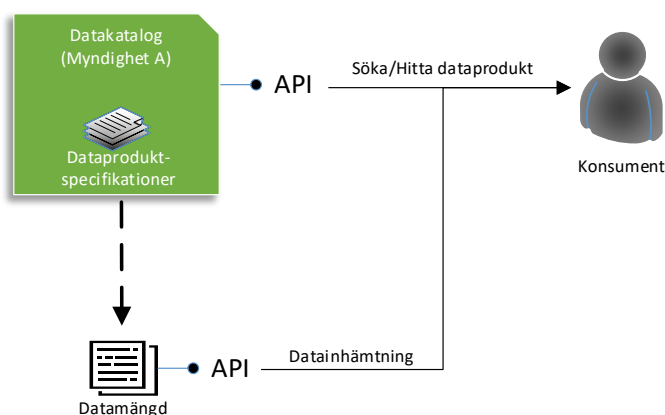 Datakatalog
(Myndighet A)
Dataprodukt-
specifikationer
API
Söka/Hitta dataprodukt
Konsument
Datamängd
API
Datainhämtning